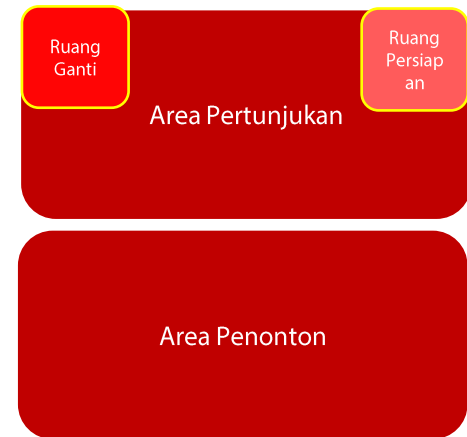 Ruang
Ganti
Ruang
Persiap
an
Area Pertunjukan
Area Penonton